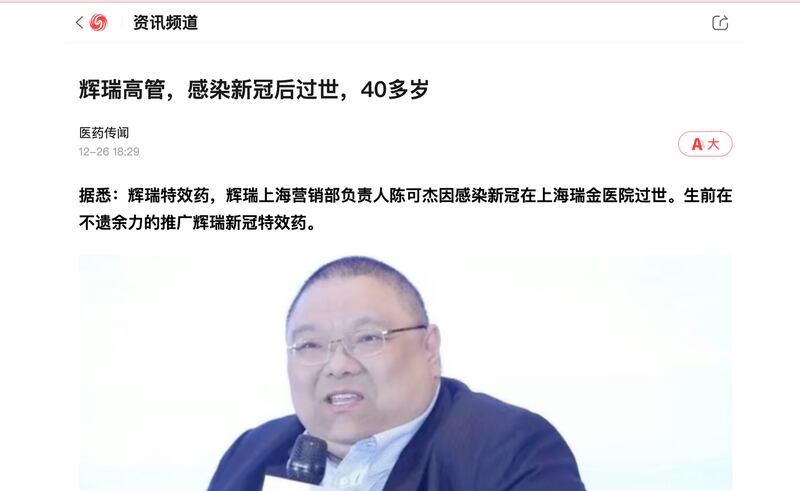 资讯频道
辉瑞高管，感染新冠后过世，40多岁
医药传闻
12-26 18:29
A 大
据悉：辉瑞特效药，辉瑞上海营销部负责人陈可杰因感染新冠在上海瑞金医院过世。生前在
不遗余力的推广辉瑞新冠特效药。